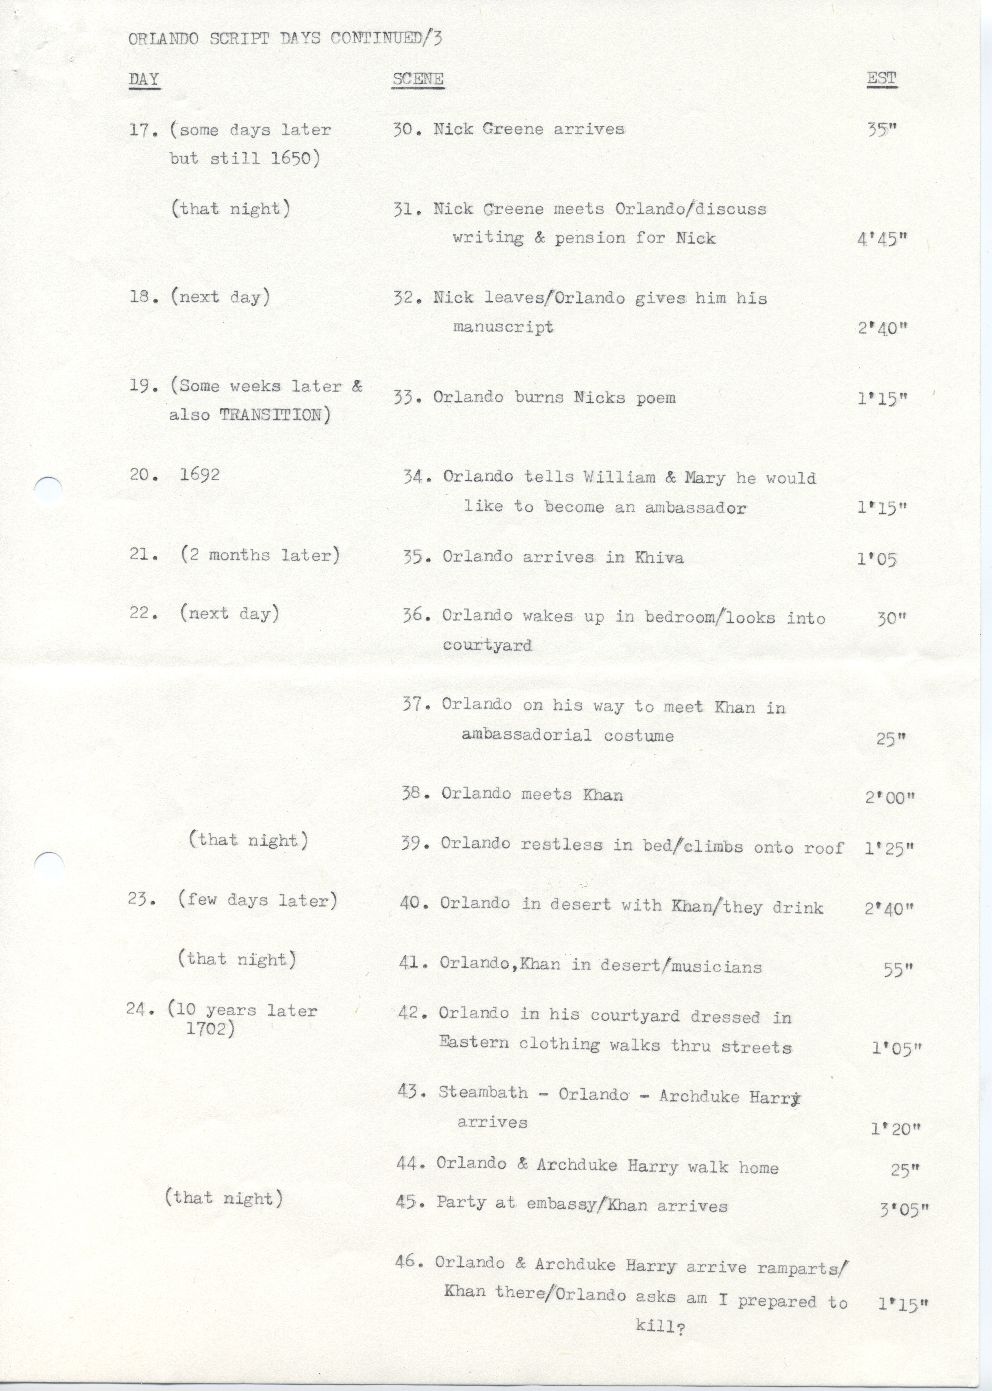 ORLANDO SCRIPT DAYS CONTINUED/3
DAY SCENE EST
17. (some days later 30. Nick Greene arrives 35"
but still 1650)
(that night) 31. Nick Greene meets Orlando/discuss
writing & pension for Nick 4'45"
18. (next day) 32. Nick leaves/Orlando gives him his
manuscript 2'40"
19. (Some weeks later &
33. Orlando burns Nicks poem 1'15"
also TRANSITION)
20. 1692 34. Orlando tells William & Mary he would
like to become an ambassador 1'15"
21. (2 months later) 35. Orlando arrives in Khiva 1'05
22. (next day) 36. Orlando wakes up in bedroom/looks into 30"
courtyard
37. Orlando on his way to meet Khan in
ambassadorial costume 25"
38. Orlando meets Khan 2'00"
(that night) 39. Orlando restless in bed/climbs onto roof 1'25"
23. (few days later) 40. Orlando in desert with Khan/they drink 2'40"
(that night) 41. Orlando,Khan in desert/musicians 55"
24. (10 years later 42. Orlando in his courtyard dressed in
1702)
Eastern clothing walks thru streets 1'05"
43. Steambath - Orlando - Archduke Harry
arrives 1'20"
44. Orlando & Archduke Harry walk home 25"
(that night) 45. Party at embassy/Khan arrives 3'05"
46. Orlando & Archduke Harry arrive ramparts/
Khan there/Orlando asks am I prepared to 1'15"
kill?